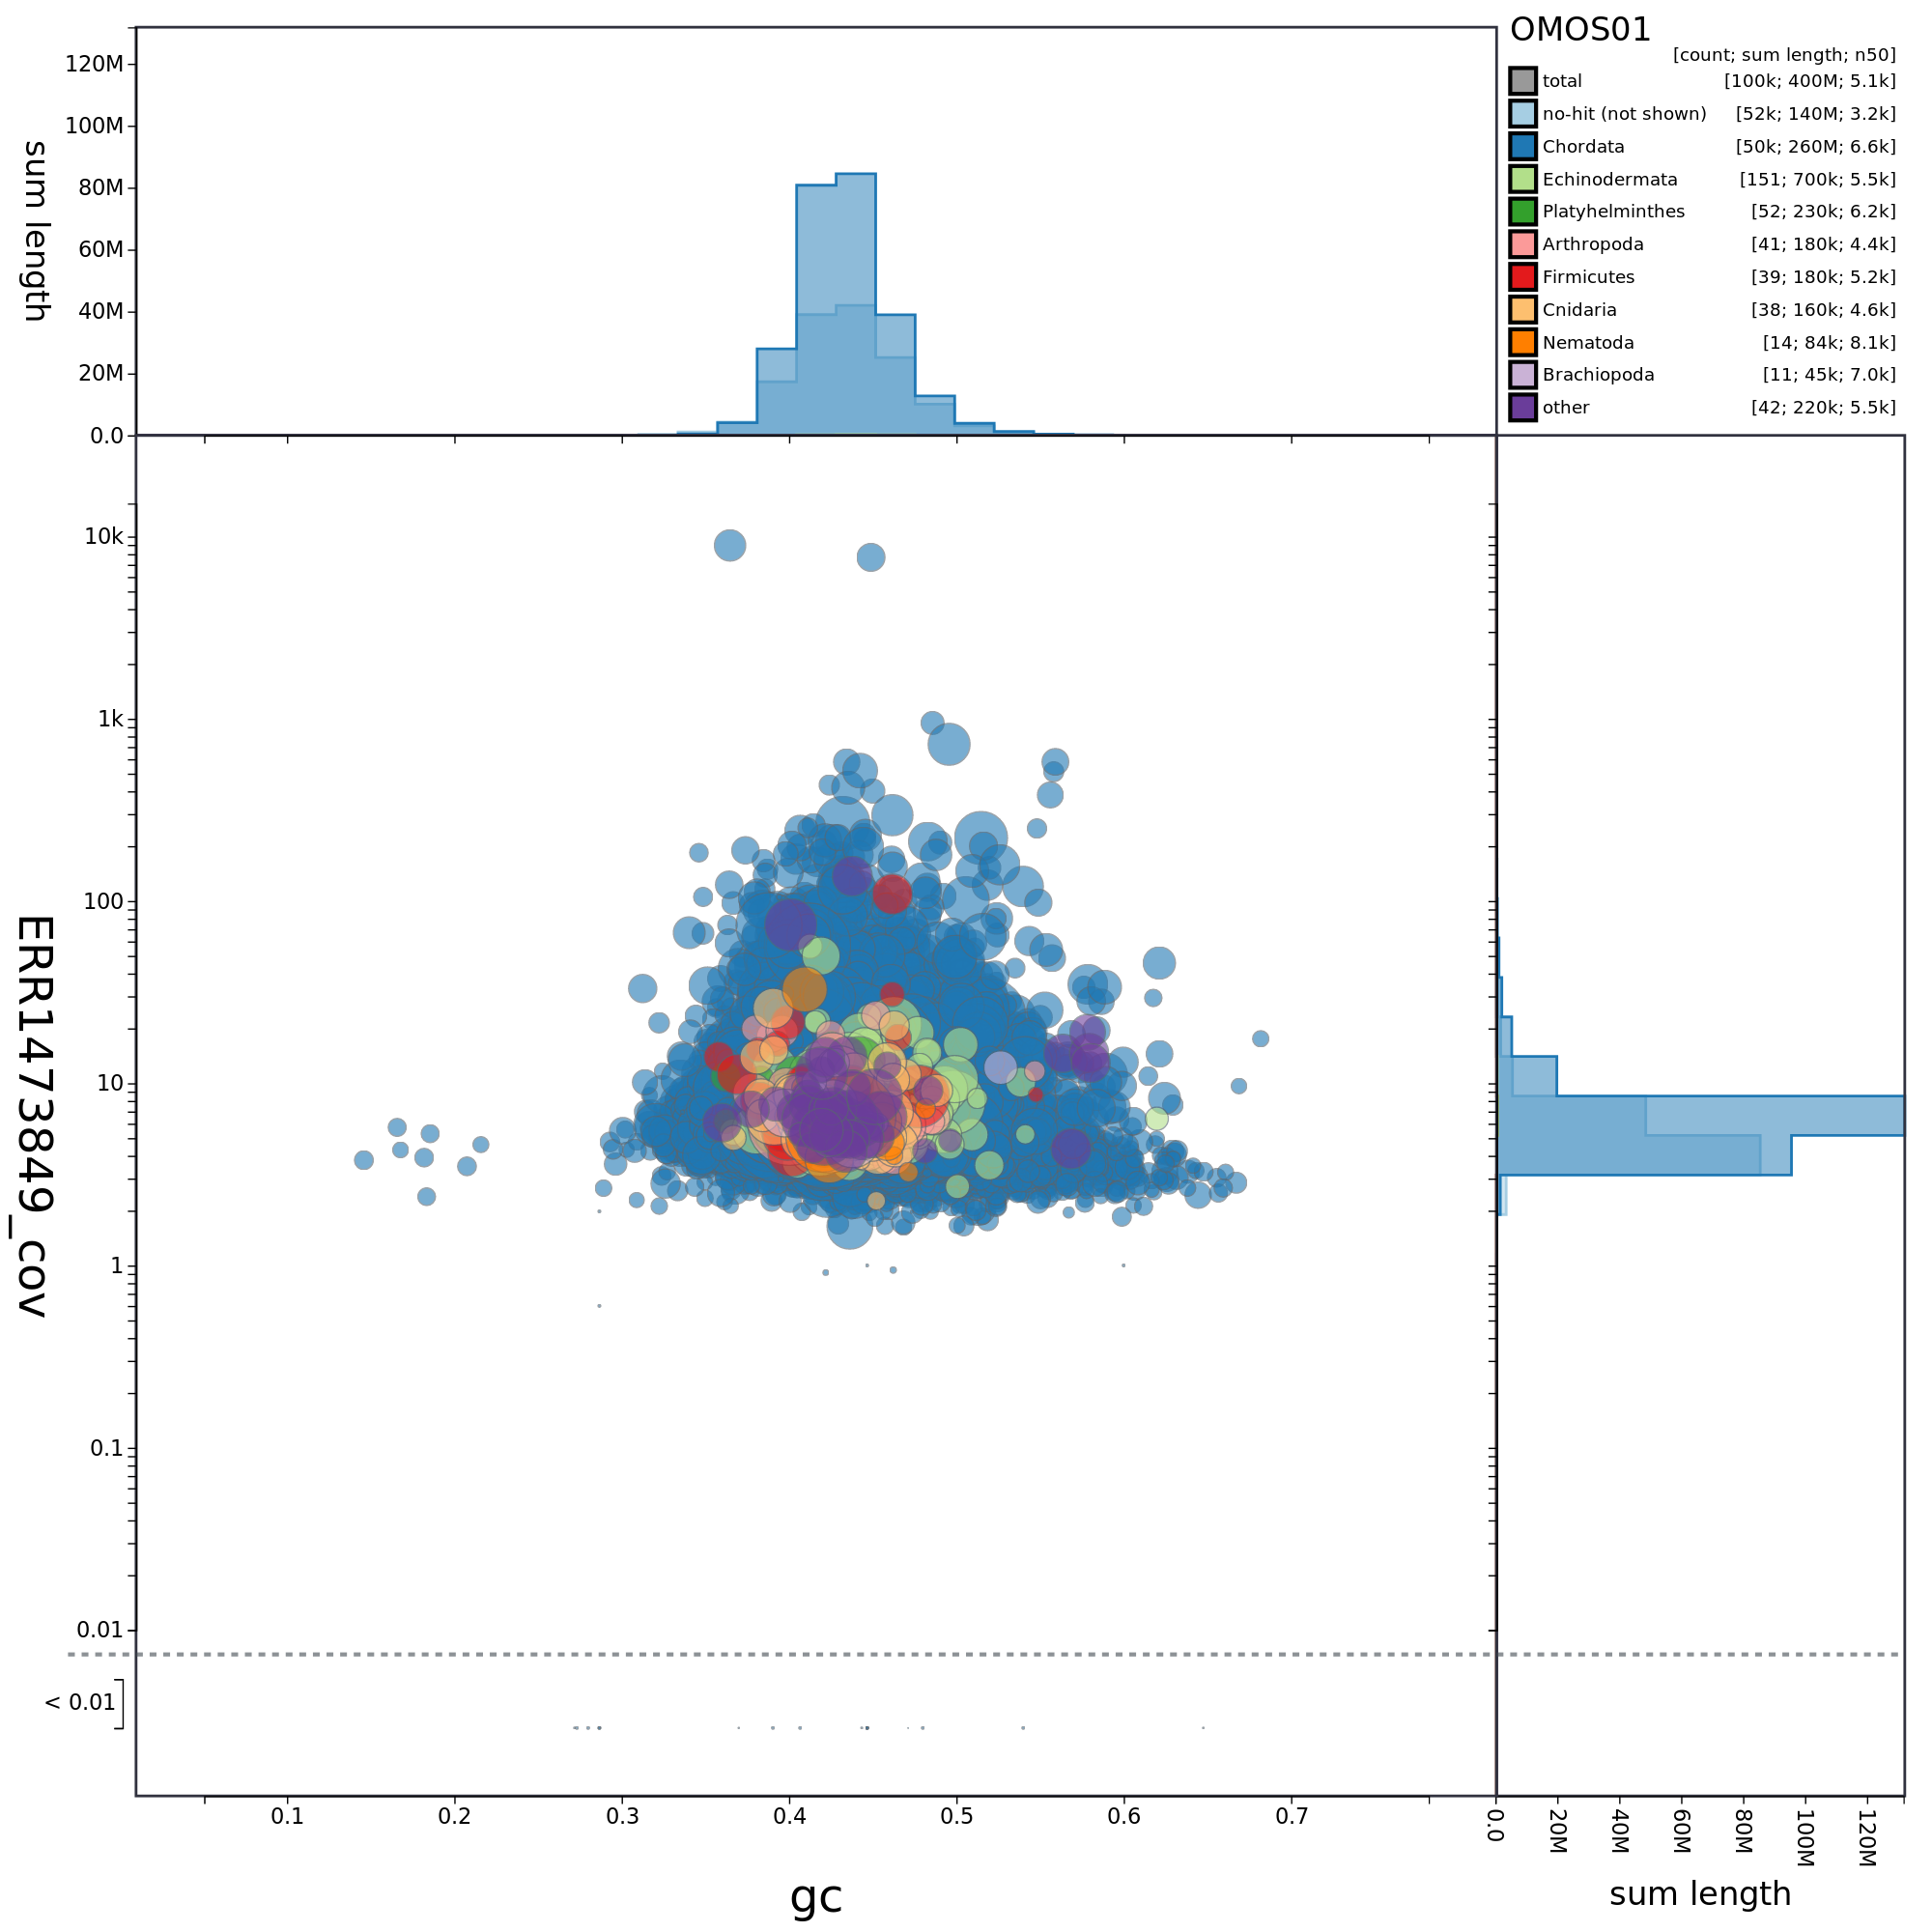 OMOS01
[count; sum length; n50]
total [100k; 400M; 5.1k]
no-hit (not shown) [52k; 140M; 3.2k]
Chordata [50k; 260M; 6.6k]
Echinodermata [151; 700k; 5.5k]
Platyhelminthes [52; 230k; 6.2k]
Arthropoda [41; 180k; 4.4k]
Firmicutes [39; 180k; 5.2k]
Cnidaria [38; 160k; 4.6k]
Nematoda [14; 84k; 8.1k]
Brachiopoda [11; 45k; 7.0k]
other [42; 220k; 5.5k]
sum length
120M
100M
80M
60M
40M
20M
0.0
ERR1473849_cov
10k
1k
100
10
1
0.1
0.01
< 0.01
0.1 0.2 0.3 0.4 0.5 0.6 0.7
gc
0.0 20M 40M 60M 80M 100M 120M
sum length